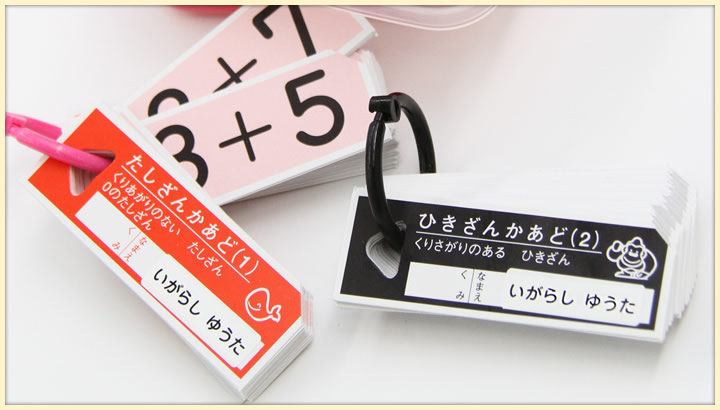 +7
3+5
たしざんかあど(1)
くりあがりのない　たしざん
0のたしざん
くみ
なまえ
いがらし ゆうた
ひきざんかあど(2)
くりさがりのある　ひきざん
くみ
なまえ
いがらし ゆうた